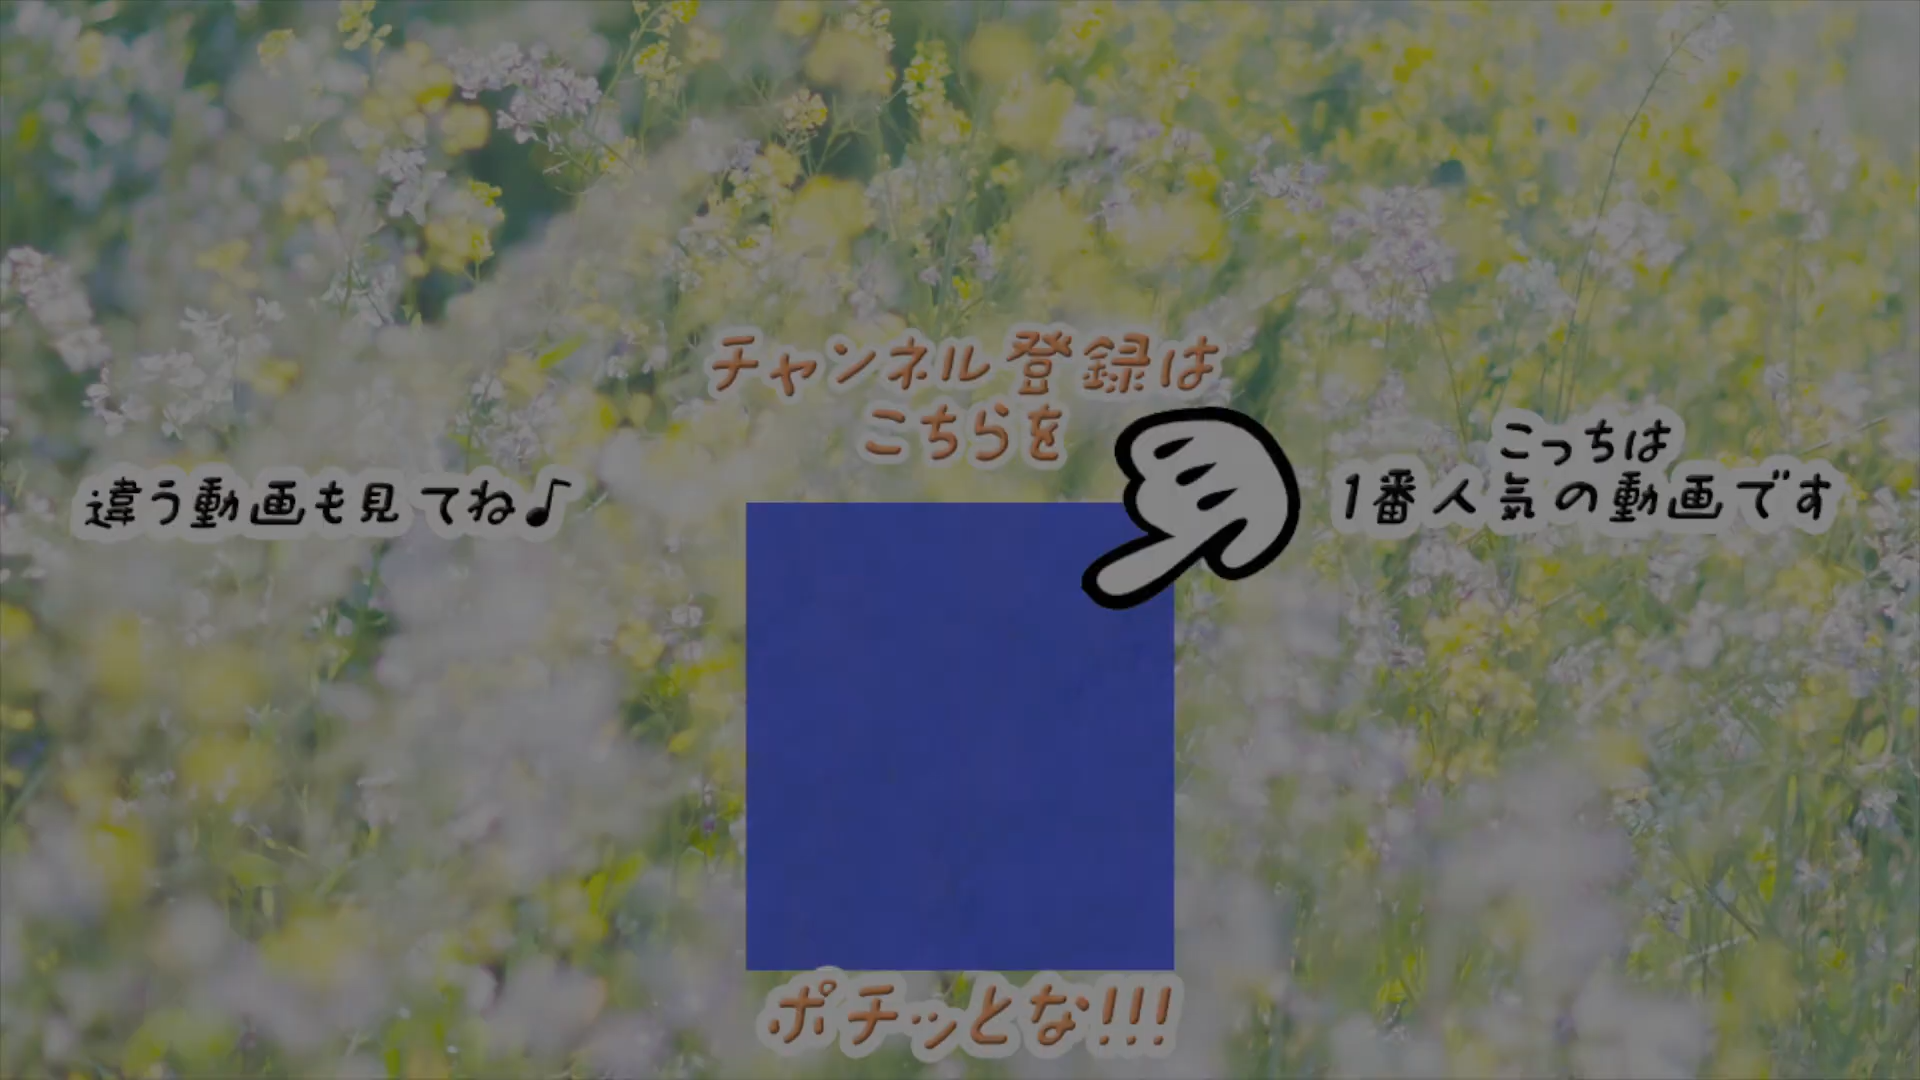 チャンネル登録は
こちらを
違う動画も見てね♪
こっちは
1番人気の動画です
ポチッとな!!!